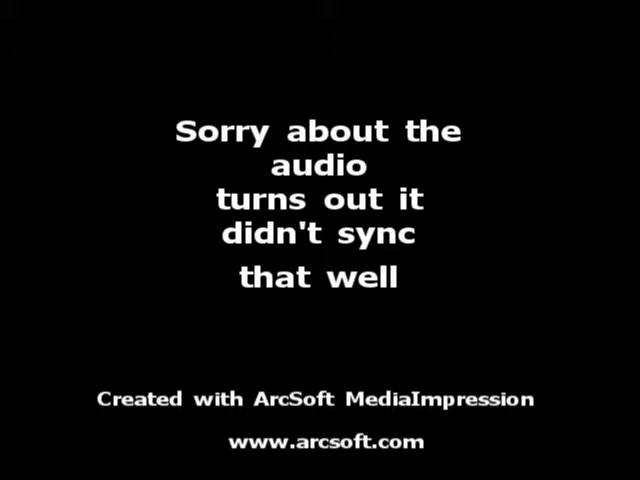 Sorry about the
audio
turns out it
didn't sync
that well
Created with ArcSoft MediaImpression
www.arcsoft.com